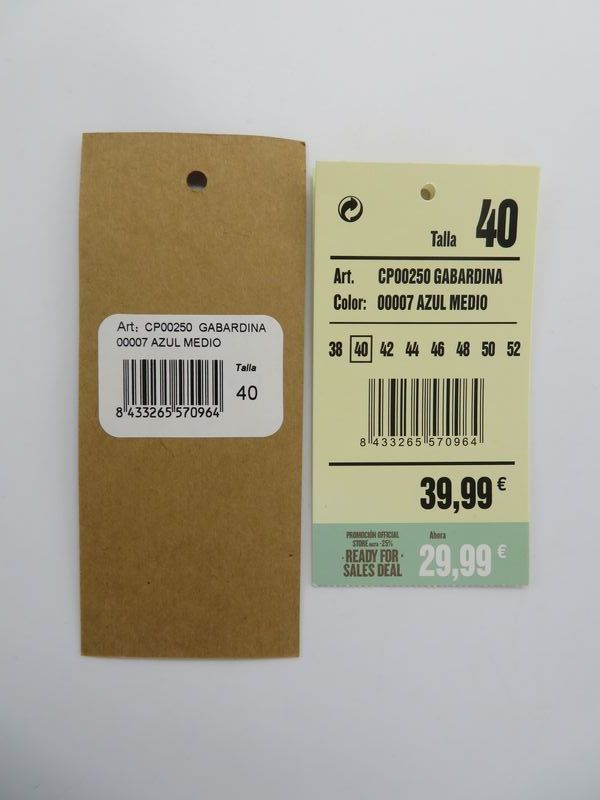 Art: CP00250 GABARDINA
00007 AZUL MEDIO
Talla
40
8 433265 570964
Talla 40
Art. CP00250 GABARDINA
Color: 00007 AZUL MEDIO
38 40 42 44 46 48 50 52
8 433265 570964
39,99 €
PROMOCIÓN OFFICIAL
STORE HASTA -25%
· READY FOR ·
SALES DEAL
Ahora
29,99 €